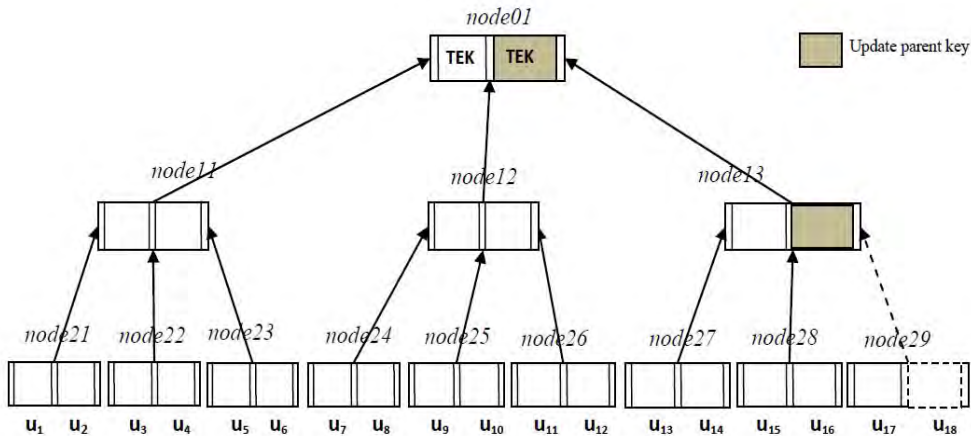 node01
TEK TEK
Update parent key
node11 node12 node13
node21 node22 node23 node24 node25 node26 node27 node28 node29
u1 u2 u3 u4 u5 u6 u7 u8 u9 u10 u11 u12 u13 u14 u15 u16 u17 u18